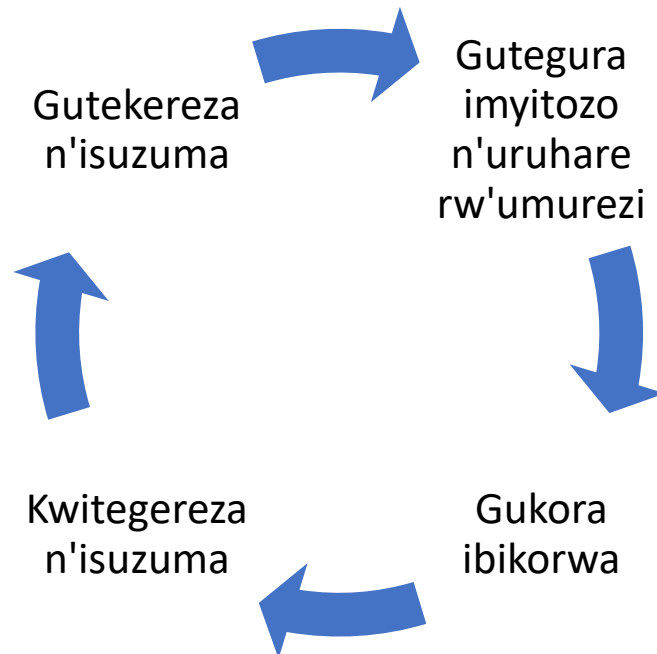 Gutekereza
n'isuzuma
Gutegura
imyitozo
n'uruhare
rw'umurezi
Gukora
ibikorwa
Kwitegereza
n'isuzuma